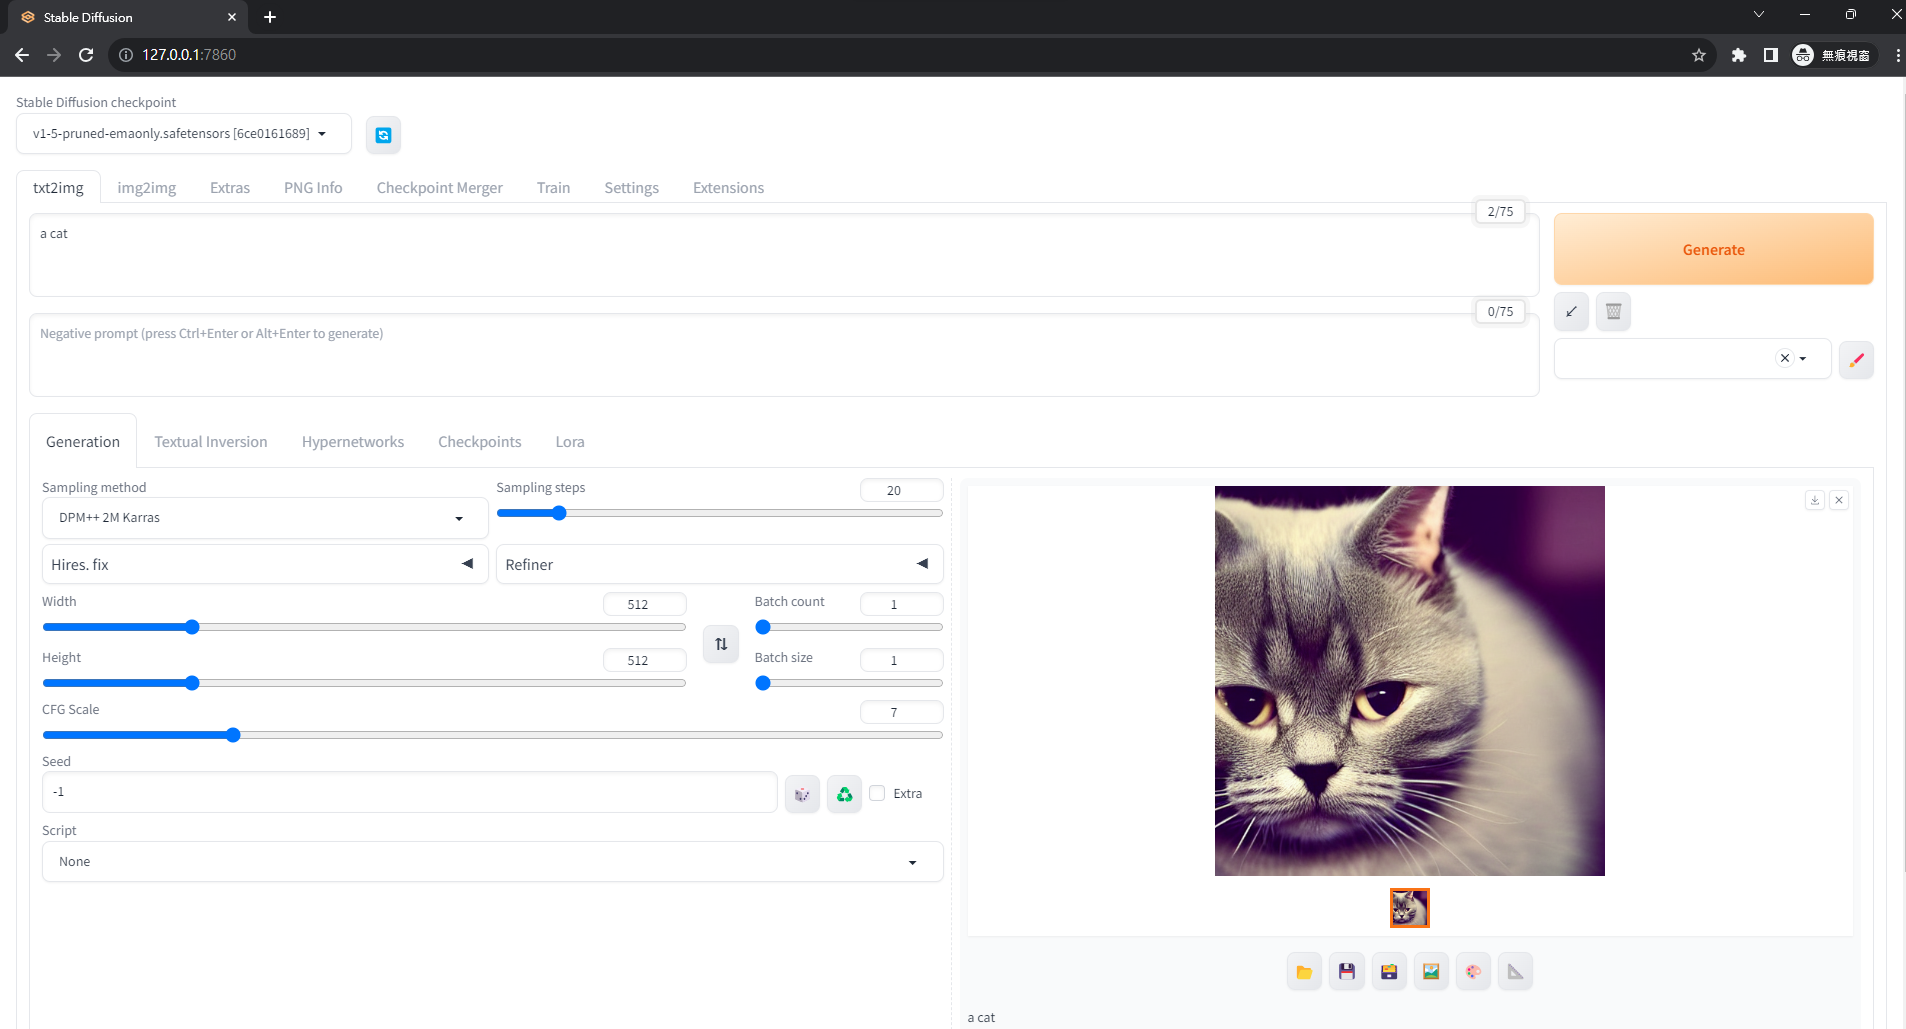 Stable Diffusion
127.0.0.1:7860
無痕視窗
Stable Diffusion checkpoint
v1-5-pruned-emaonly.safetensors [6ce0161689]
txt2img img2img Extras PNG Info Checkpoint Merger Train Settings Extensions
2/75
a cat
Generate
0/75
Negative prompt (press Ctrl+Enter or Alt+Enter to generate)
Generation Textual Inversion Hypernetworks Checkpoints Lora
Sampling method
DPM++ 2M Karras
Sampling steps
20
Hires. fix
Refiner
Width
512
Batch count
1
Height
512
Batch size
1
CFG Scale
7
Seed
-1
Extra
Script
None
a cat